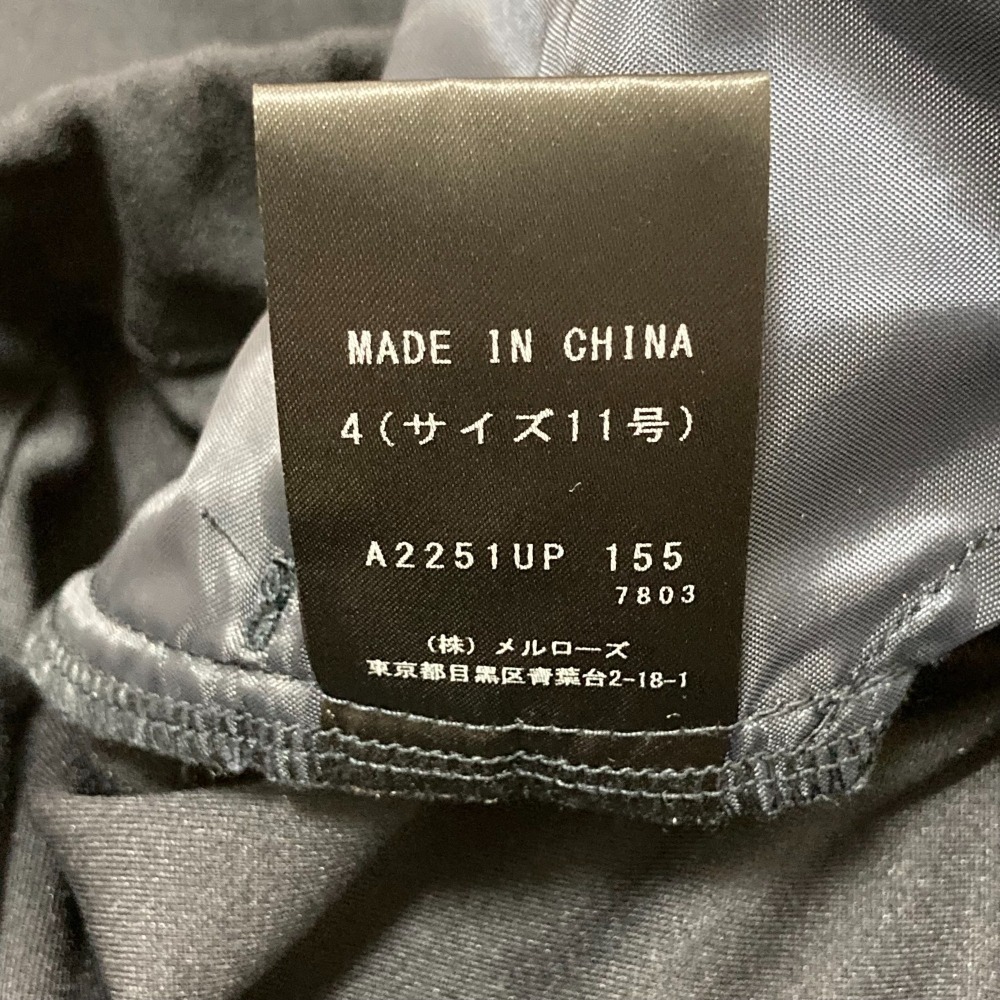 MADE IN CHINA
4(サイズ11号)
A2251UP 155
7803
(株)メルローズ
東京都目黒区青葉台2-18-1